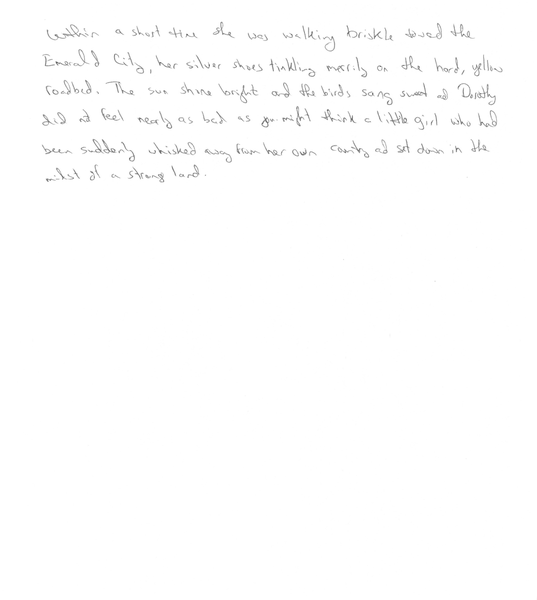 Within a short time she was walking briskle toward the
Emerald City, her silver shoes tinkling merrily on the hard, yellow
roadbed. The sun shone bright and the birds sang sweet ad Dorothy
did not feel nearly as bad as you might think a little girl who had
been suddenly whisked away from her own country ad set down in the
midst of a strang land.